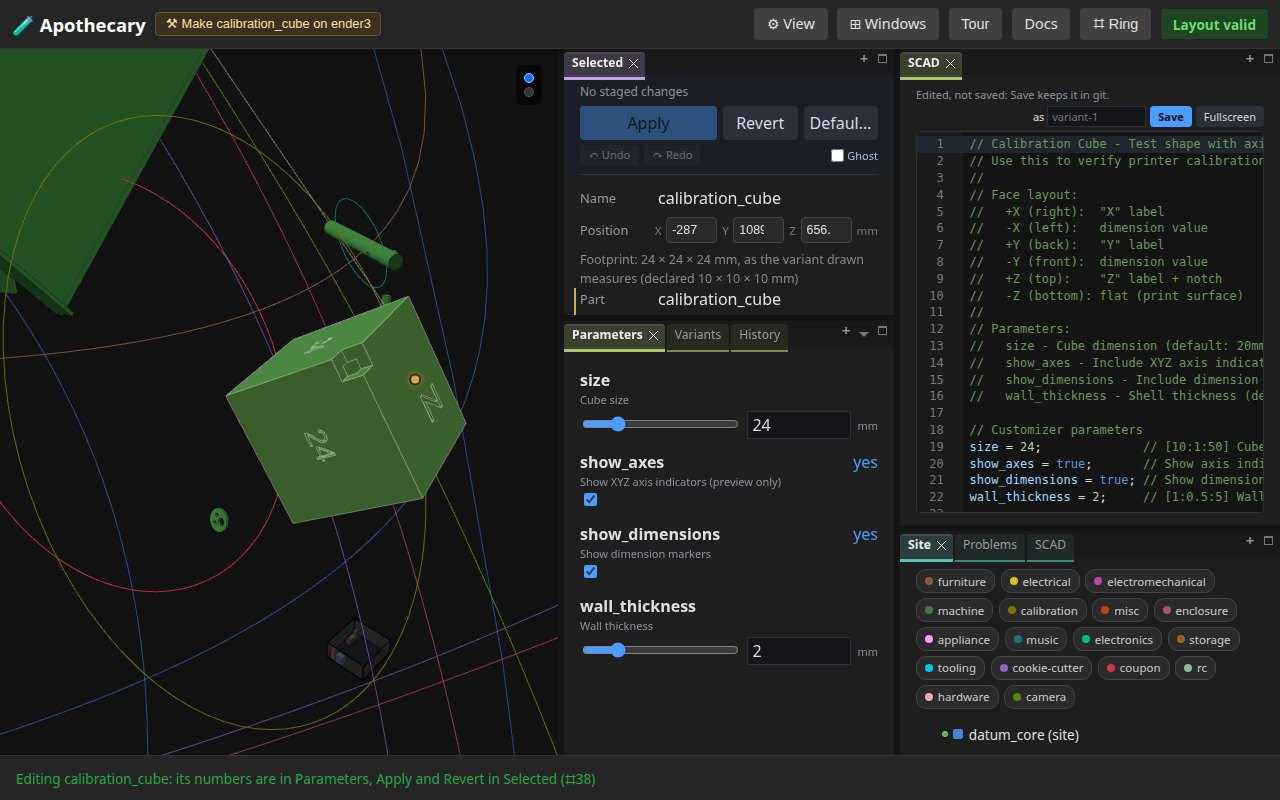 Apothecary
⚒ Make calibration_cube on ender3
⚙ View
⊞ Windows
Tour
Docs
⌗ Ring
Layout valid
24
Z
Selected
No staged changes
Apply
Revert
Defaul...
↶ Undo
↷ Redo
Ghost
Name calibration_cube
Position X -287 Y 1089 Z 656. mm
Footprint: 24 × 24 × 24 mm, as the variant drawn
measures (declared 10 × 10 × 10 mm)
Part calibration_cube
Parameters
Variants
History
size
Cube size
24 mm
show_axes yes
Show XYZ axis indicators (preview only)
show_dimensions yes
Show dimension markers
wall_thickness
Wall thickness
2 mm
SCAD
Edited, not saved: Save keeps it in git.
as variant-1 Save Fullscreen
1 // Calibration Cube - Test shape with axi
2 // Use this to verify printer calibration
3 //
4 // Face layout:
5 //   +X (right):  "X" label
6 //   -X (left):   dimension value
7 //   +Y (back):   "Y" label
8 //   -Y (front):  dimension value
9 //   +Z (top):    "Z" label + notch
10 //   -Z (bottom): flat (print surface)
11 //
12 // Parameters:
13 //   size - Cube dimension (default: 20mm
14 //   show_axes - Include XYZ axis indicat
15 //   show_dimensions - Include dimension
16 //   wall_thickness - Shell thickness (de
17
18 // Customizer parameters
19 size = 24;            // [10:1:50] Cube
20 show_axes = true;      // Show axis indi
21 show_dimensions = true; // Show dimension
22 wall_thickness = 2;    // [1:0.5:5] Wall
Site
Problems
SCAD
furniture
electrical
electromechanical
machine
calibration
misc
enclosure
appliance
music
electronics
storage
tooling
cookie-cutter
coupon
rc
hardware
camera
datum_core (site)
Editing calibration_cube: its numbers are in Parameters, Apply and Revert in Selected (⌗38)